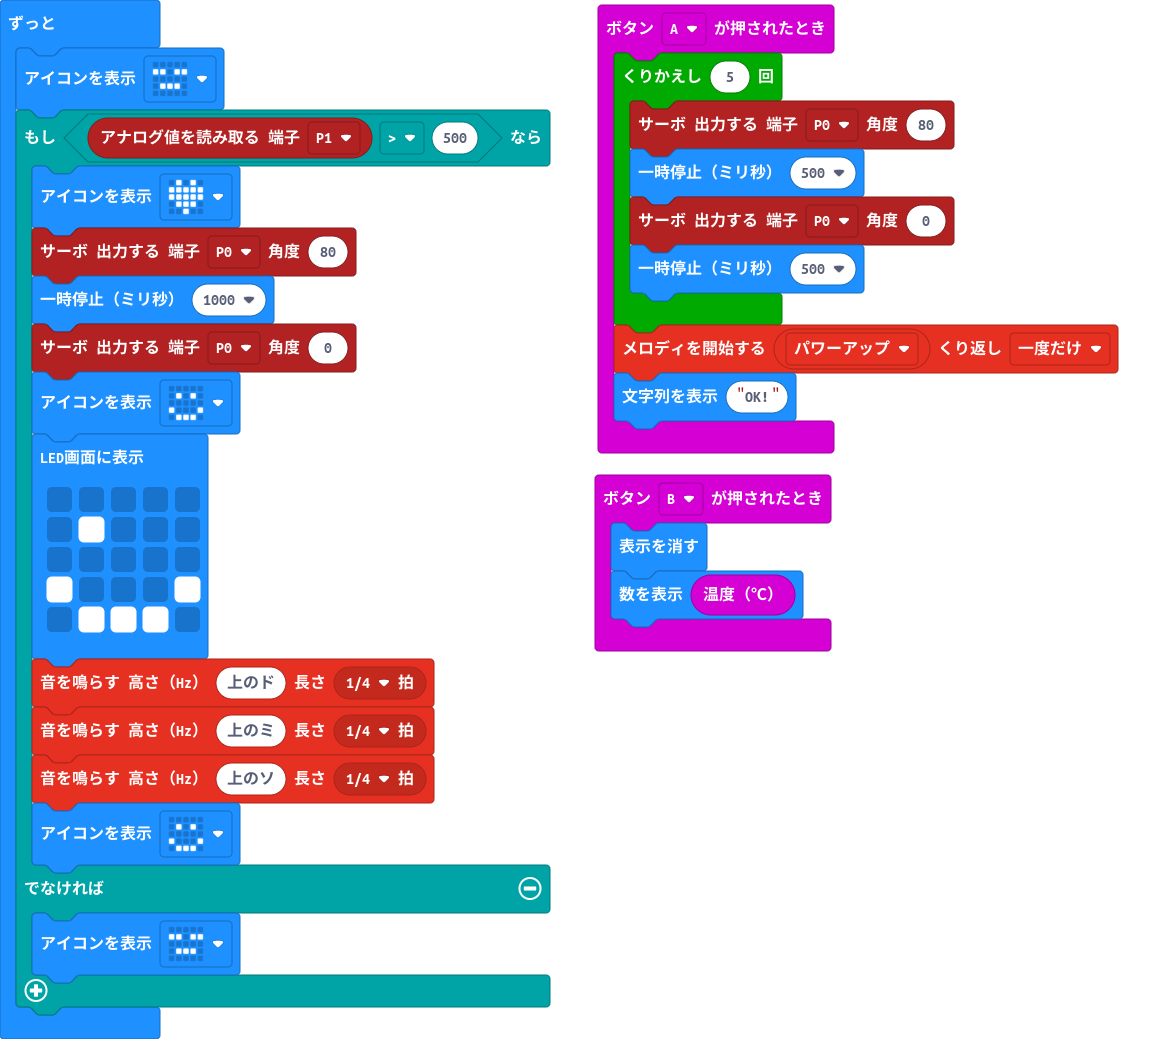 ずっと
アイコンを表示
もし アナログ値を読み取る 端子 P1 > 500 なら
アイコンを表示
サーボ 出力する 端子 P0 角度 80
一時停止（ミリ秒） 1000
サーボ 出力する 端子 P0 角度 0
アイコンを表示
LED画面に表示
音を鳴らす 高さ（Hz） 上のド 長さ 1/4 拍
音を鳴らす 高さ（Hz） 上のミ 長さ 1/4 拍
音を鳴らす 高さ（Hz） 上のソ 長さ 1/4 拍
アイコンを表示
でなければ
アイコンを表示
ボタン A が押されたとき
くりかえし 5 回
サーボ 出力する 端子 P0 角度 80
一時停止（ミリ秒） 500
サーボ 出力する 端子 P0 角度 0
一時停止（ミリ秒） 500
メロディを開始する パワーアップ くり返し 一度だけ
文字列を表示 "OK!"
ボタン B が押されたとき
表示を消す
数を表示 温度（℃）